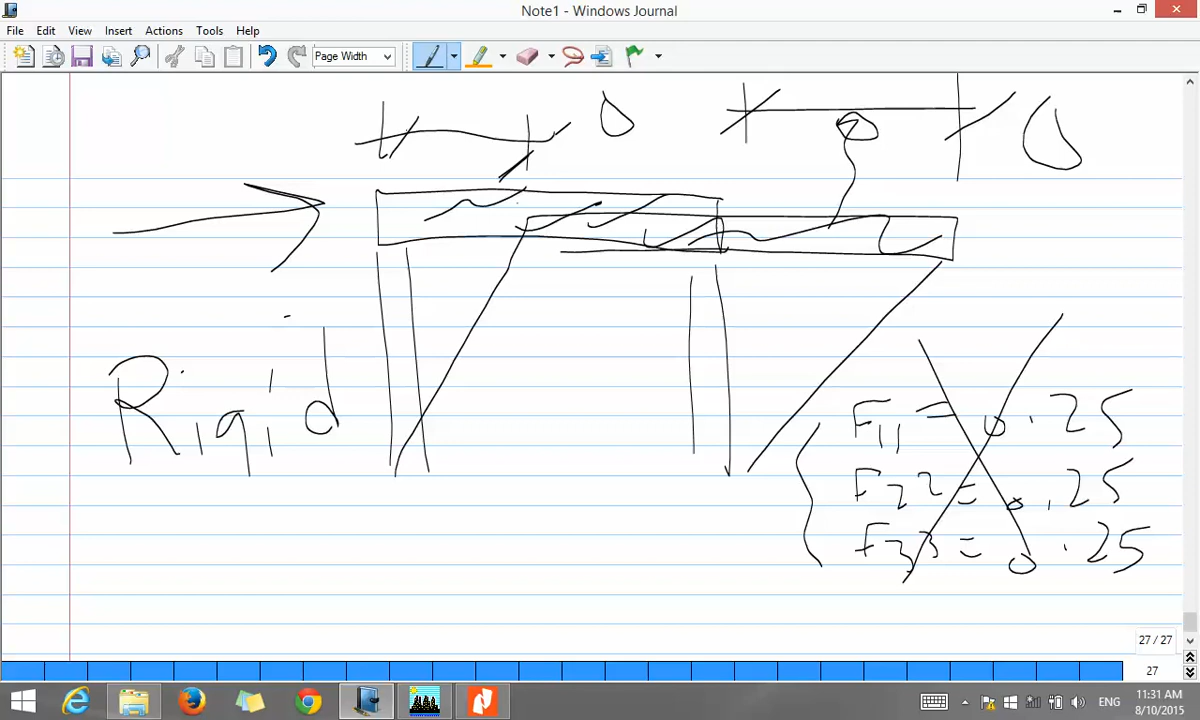 Note1 - Windows Journal
File Edit View Insert Actions Tools Help
Page Width
Rigid
F11 = 0.25
F22 = 0.25
F33 = 0.25
27 / 27
27
ENG
11:31 AM
8/10/2015